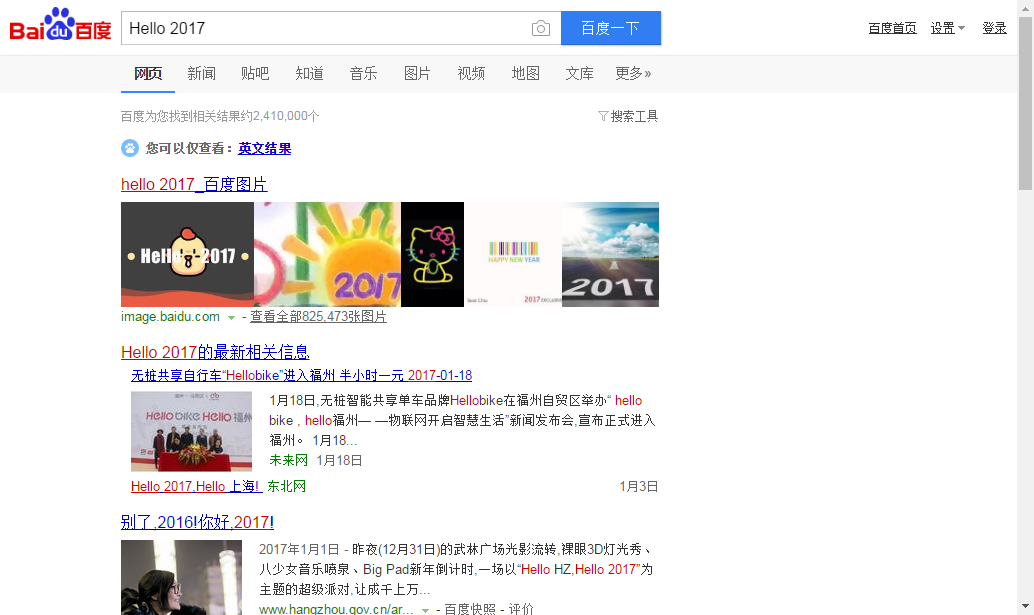 Bai du 百度 Hello 2017 百度一下 百度首页 设置 登录
网页 新闻 贴吧 知道 音乐 图片 视频 地图 文库 更多»
百度为您找到相关结果约2,410,000个 搜索工具
您可以仅查看：英文结果
hello 2017_百度图片
Hello 2017
2017
HAPPY NEW YEAR
2017
image.baidu.com - 查看全部825,473张图片
Hello 2017的最新相关信息
无桩共享自行车“Hellobike”进入福州 半小时一元 2017-01-18
Hello bike Hello 福州
1月18日,无桩智能共享单车品牌Hellobike在福州自贸区举办“ hello
bike , hello福州— —物联网开启智慧生活”新闻发布会,宣布正式进入
福州。 1月18...
未来网 1月18日
Hello 2017,Hello 上海! 东北网 1月3日
别了,2016!你好,2017!
2017年1月1日 - 昨夜(12月31日)的武林广场光影流转,裸眼3D灯光秀、
八少女音乐喷泉、Big Pad新年倒计时,一场以“Hello HZ,Hello 2017”为
主题的超级派对,让成千上万...
www.hangzhou.gov.cn/ar... - 百度快照 - 评价